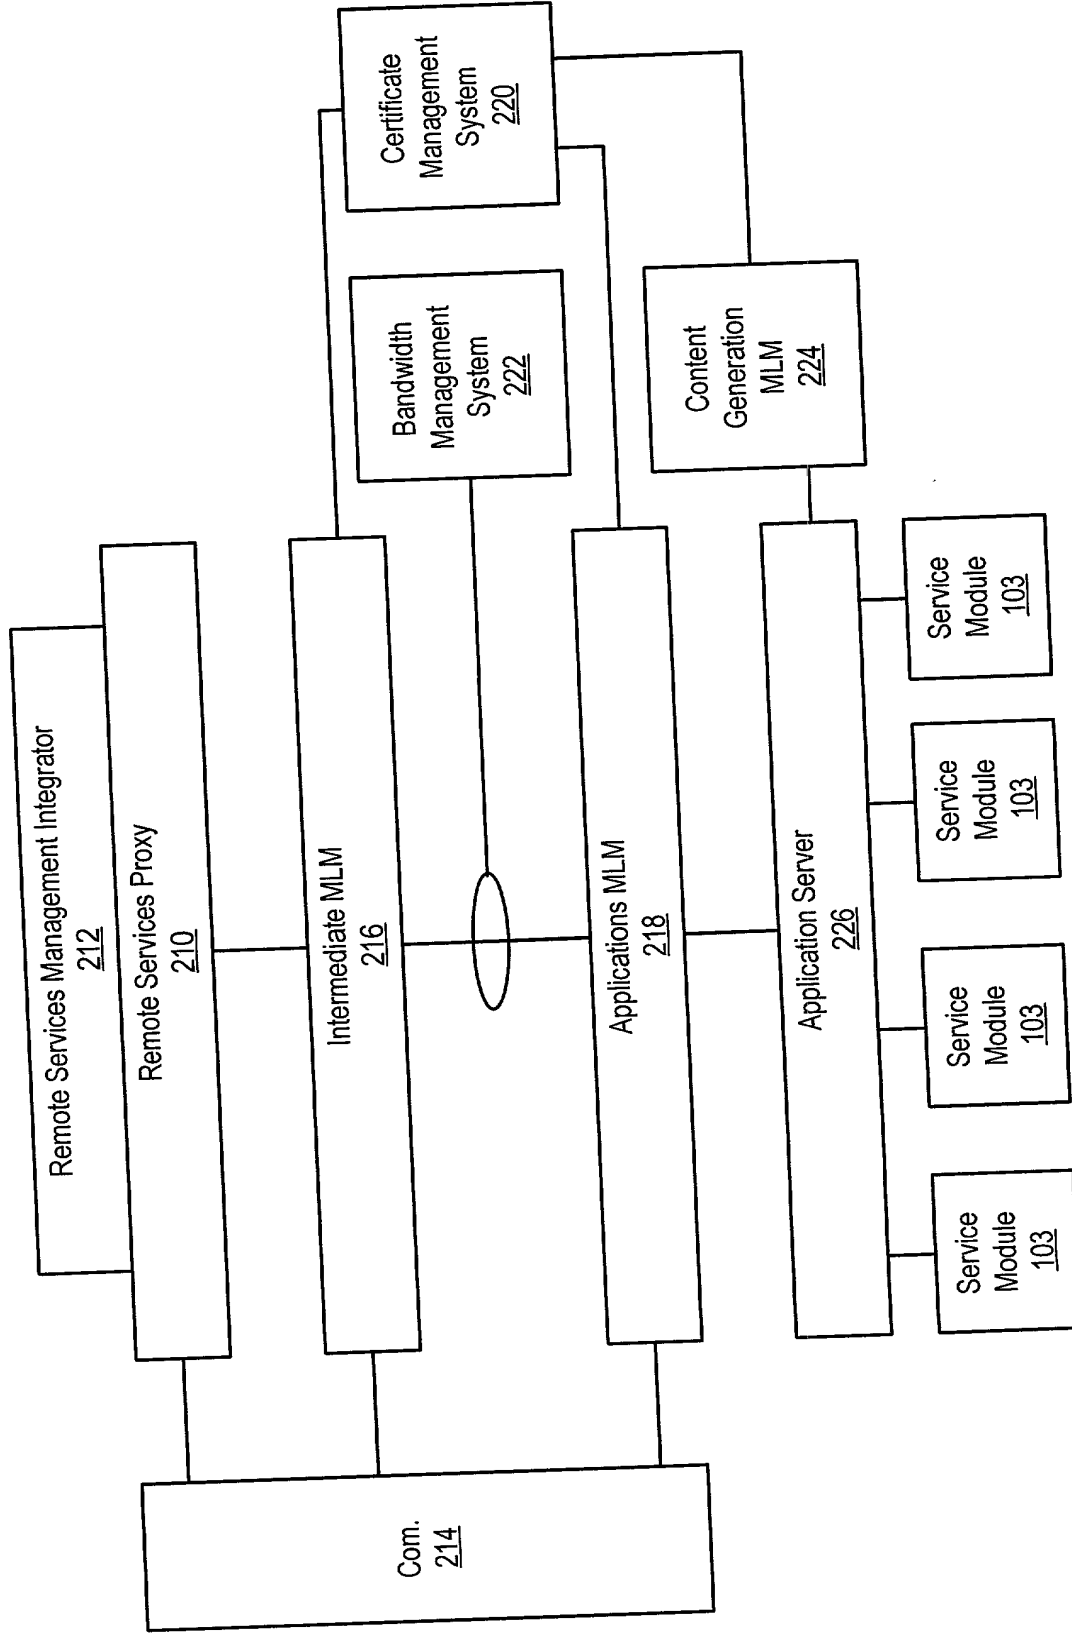 Remote Services Management Integrator
212
Remote Services Proxy
210
Intermediate MLM
216
Applications MLM
218
Application Server
226
Com.
214
Certificate
Management
System
220
Bandwidth
Management
System
222
Content
Generation
MLM
224
Service
Module
103
Service
Module
103
Service
Module
103
Service
Module
103